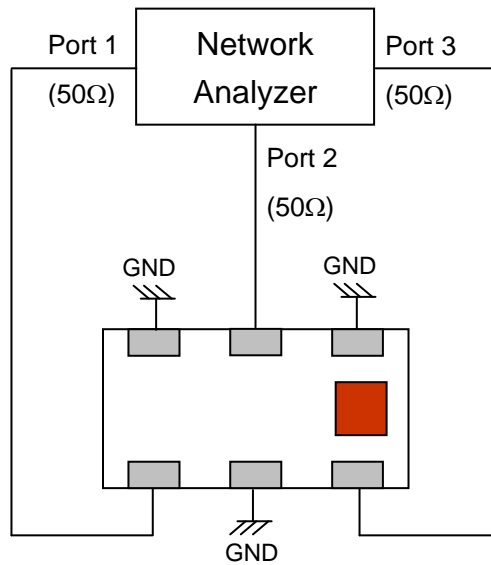 Port 1
(50Ω)
Network
Analyzer
Port 3
(50Ω)
Port 2
(50Ω)
GND
GND
GND